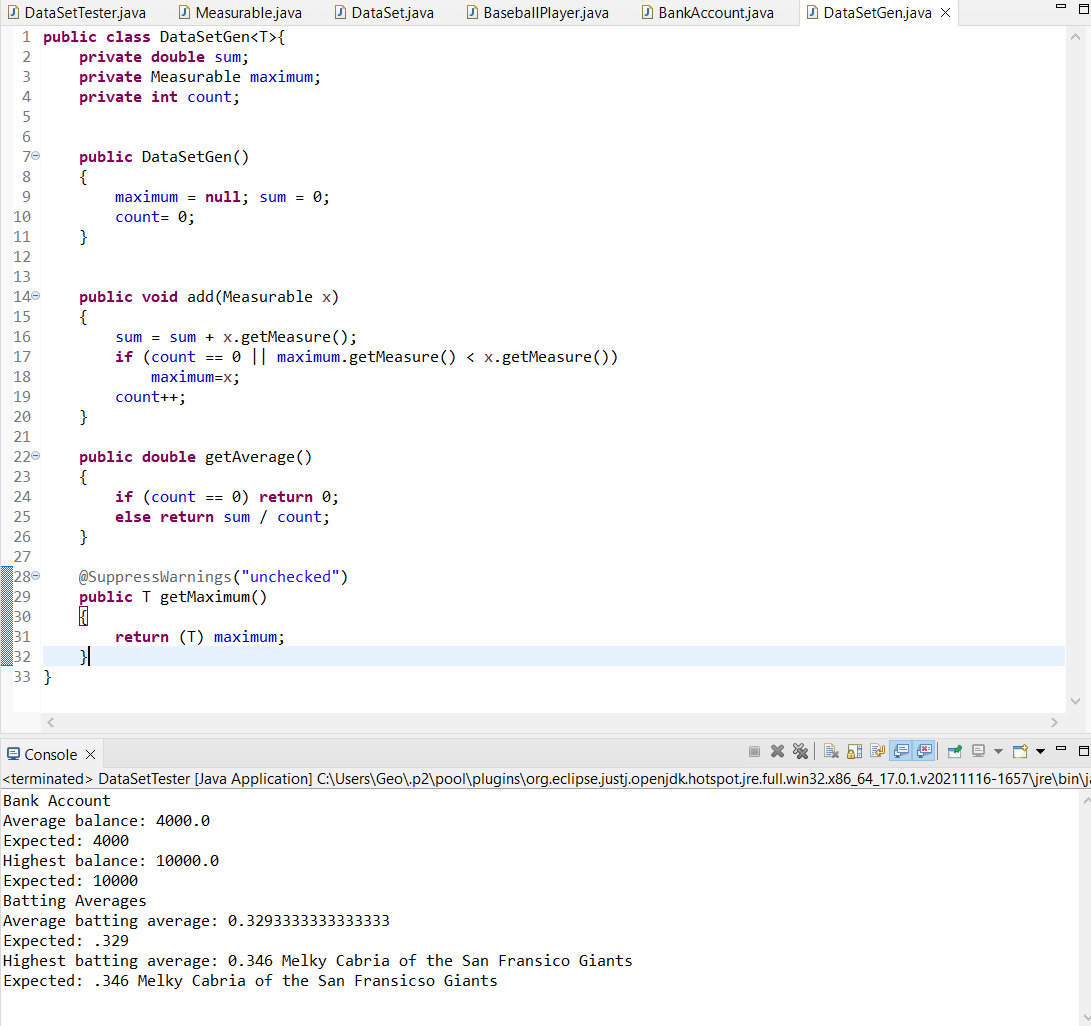 DataSetTester.java Measurable.java DataSet.java BaseballPlayer.java BankAccount.java DataSetGen.java
1 public class DataSetGen<T>{
2 private double sum;
3 private Measurable maximum;
4 private int count;
5
6
7 public DataSetGen()
8 {
9 maximum = null; sum = 0;
10 count= 0;
11 }
12
13
14 public void add(Measurable x)
15 {
16 sum = sum + x.getMeasure();
17 if (count == 0 || maximum.getMeasure() < x.getMeasure())
18 maximum=x;
19 count++;
20 }
21
22 public double getAverage()
23 {
24 if (count == 0) return 0;
25 else return sum / count;
26 }
27
28 @SuppressWarnings("unchecked")
29 public T getMaximum()
30 {
31 return (T) maximum;
32 }
33 }
Console
<terminated> DataSetTester [Java Application] C:\Users\Geo\.p2\pool\plugins\org.eclipse.justj.openjdk.hotspot.jre.full.win32.x86_64_17.0.1.v20211116-1657\jre\bin\ja
Bank Account
Average balance: 4000.0
Expected: 4000
Highest balance: 10000.0
Expected: 10000
Batting Averages
Average batting average: 0.3293333333333333
Expected: .329
Highest batting average: 0.346 Melky Cabria of the San Fransico Giants
Expected: .346 Melky Cabria of the San Fransicso Giants